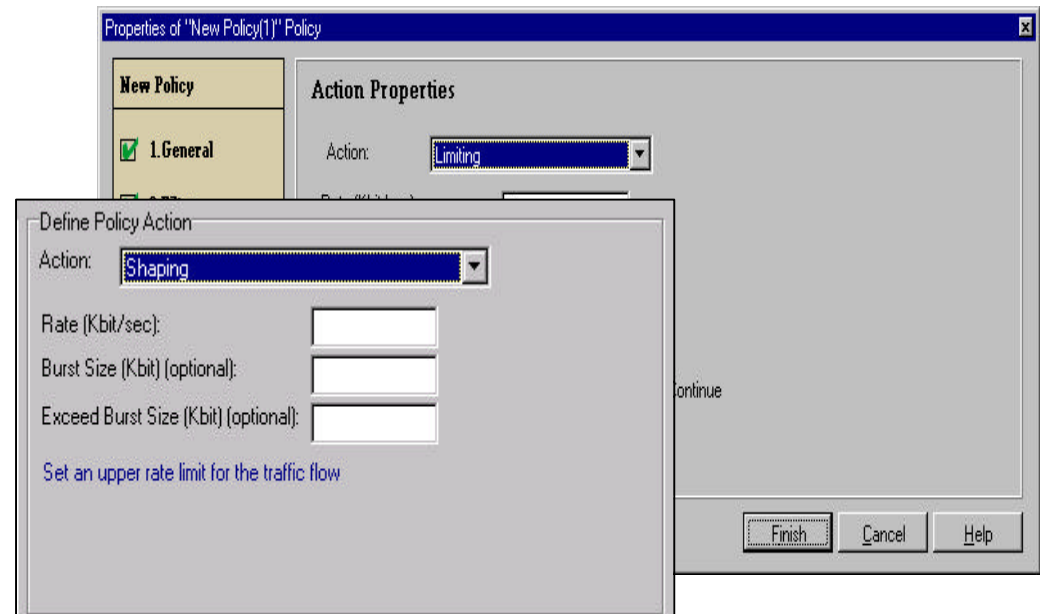 Properties of "New Policy(1)" Policy
New Policy
1.General
Action Properties
Action:
Limiting
Define Policy Action
Action:
Shaping
Rate (Kbit/sec):
Burst Size (Kbit) (optional):
Exceed Burst Size (Kbit) (optional):
Set an upper rate limit for the traffic flow
Continue
Finish
Cancel
Help